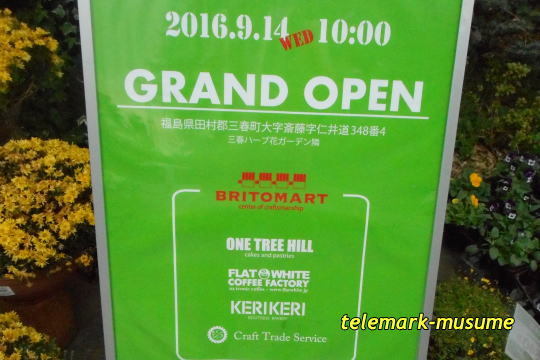 2016.9.14 WED 10:00
GRAND OPEN
福島県田村郡三春町大字斎藤字仁井道348番4
三春ハーブ花ガーデン隣
BRITOMART
center of craftsmanship
ONE TREE HILL
cakes and pastries
FLAT WHITE
COFFEE FACTORY
KERIKERI
Craft Trade Service
telemark-musume